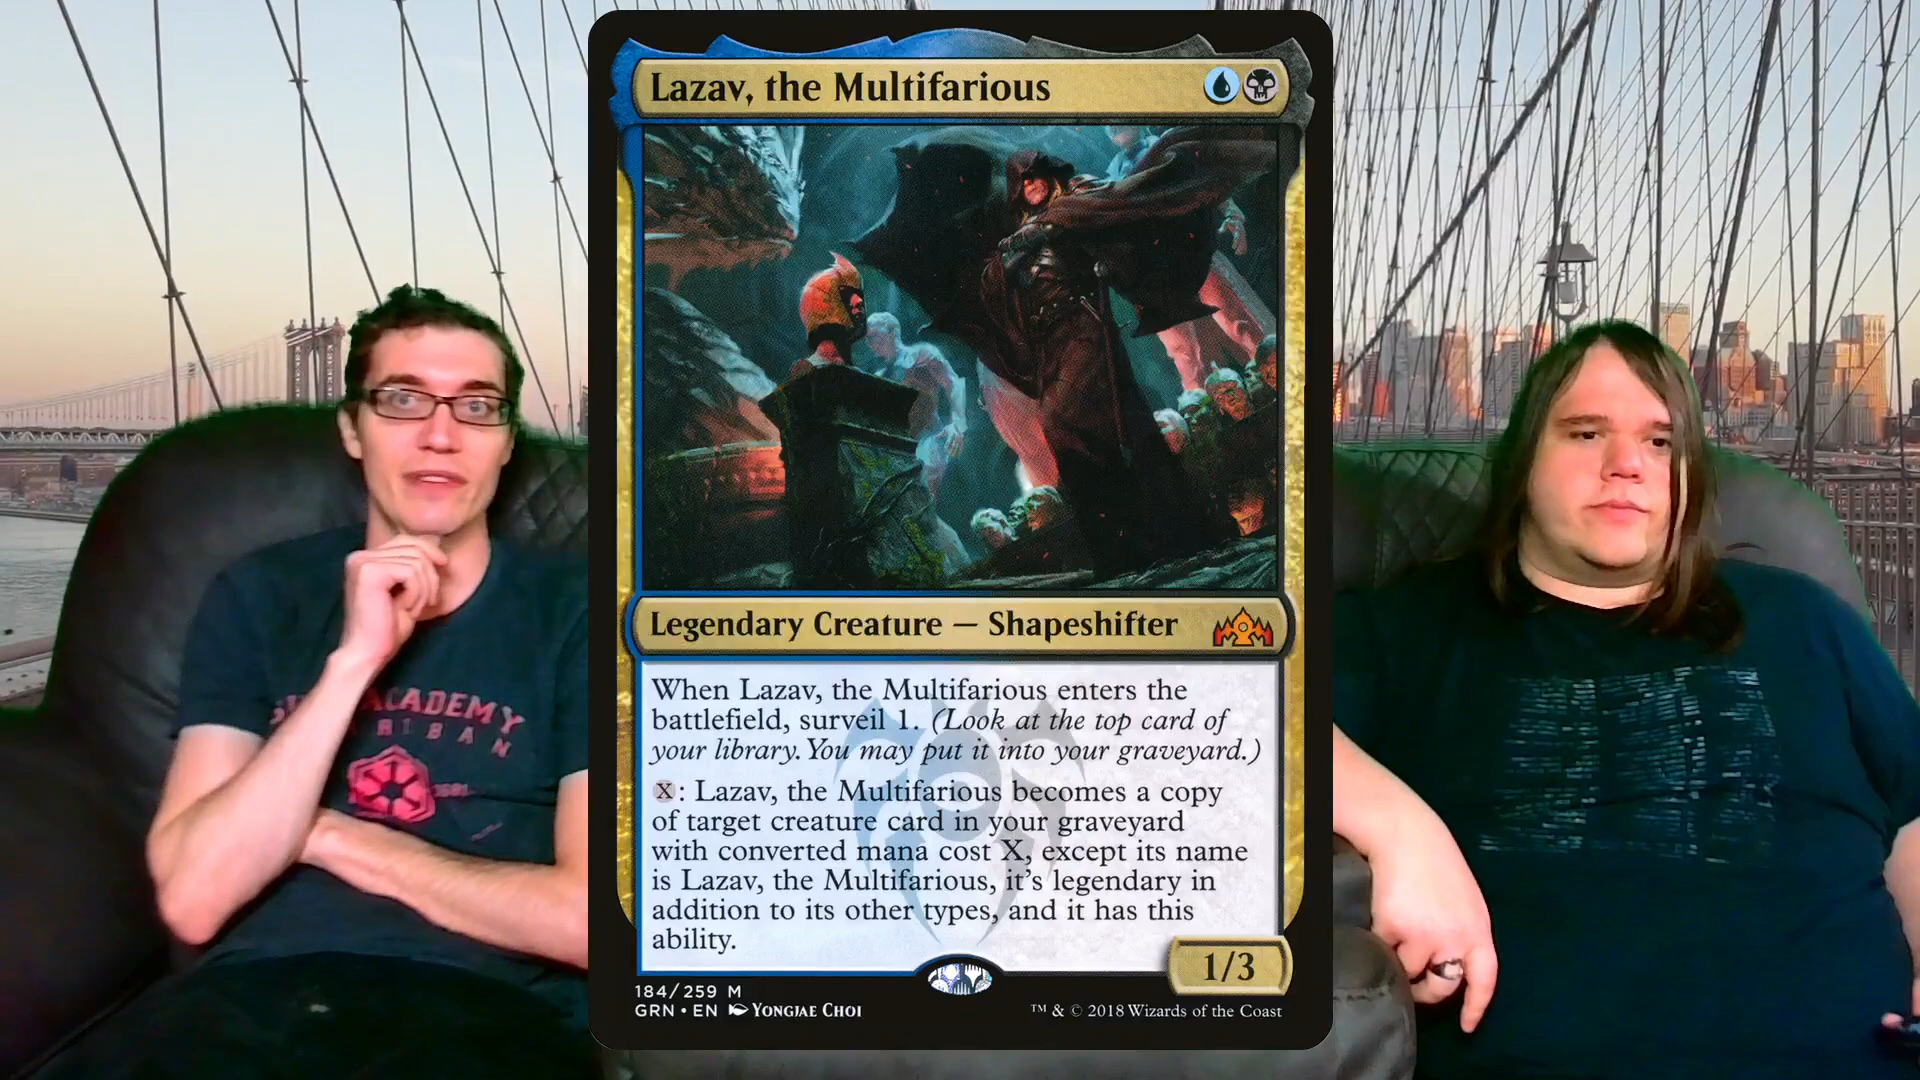 Lazav, the Multifarious
Legendary Creature — Shapeshifter
When Lazav, the Multifarious enters the
battlefield, surveil 1. (Look at the top card of
your library. You may put it into your graveyard.)
X: Lazav, the Multifarious becomes a copy
of target creature card in your graveyard
with converted mana cost X, except its name
is Lazav, the Multifarious, it's legendary in
addition to its other types, and it has this
ability.
1/3
184/259 M
GRN • EN YONGJAE CHOI
™ & © 2018 Wizards of the Coast
ACADEMY